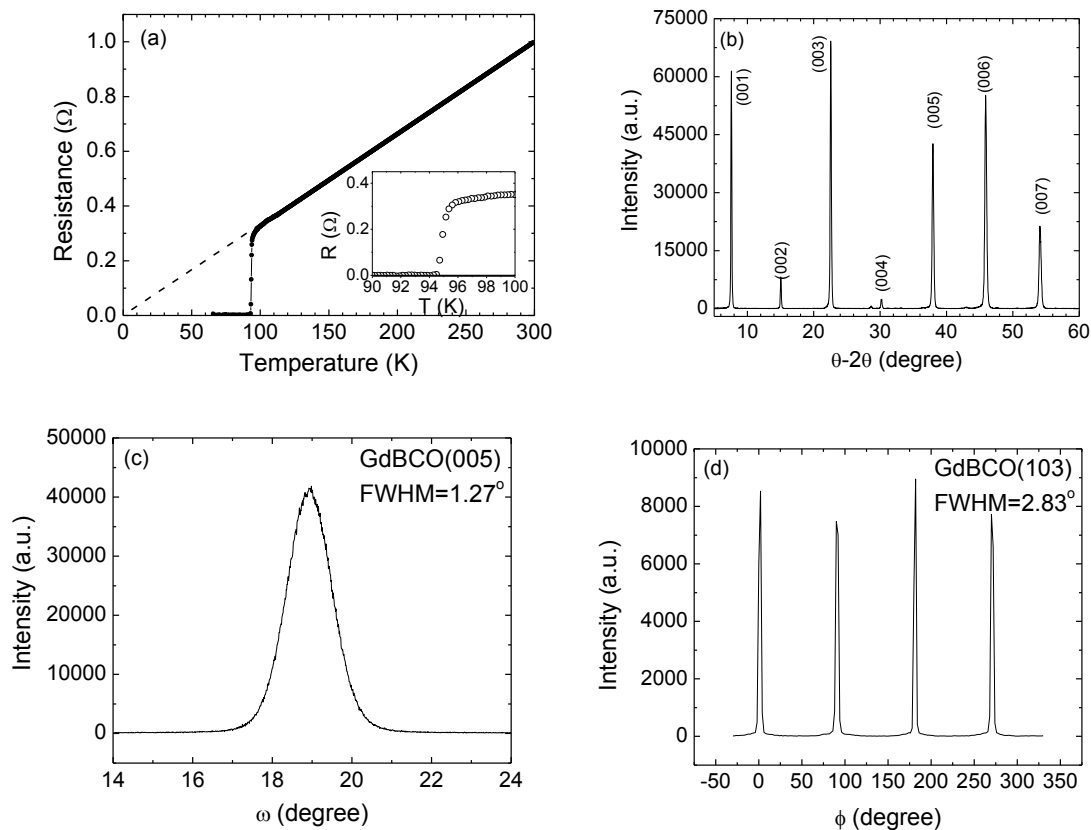 (a)
1.0
0.8
0.6
0.4
0.2
0.0
Resistance (Ω)
0 50 100 150 200 250 300
Temperature (K)
0.4
0.2
0.0
R (Ω)
90 92 94 96 98 100
T (K)
(b)
75000
60000
45000
30000
15000
0
Intensity (a.u.)
(001)
(002)
(003)
(004)
(005)
(006)
(007)
10 20 30 40 50 60
θ-2θ (degree)
(c)
GdBCO(005)
FWHM=1.27°
50000
40000
30000
20000
10000
0
Intensity (a.u.)
14 16 18 20 22 24
ω (degree)
(d)
GdBCO(103)
FWHM=2.83°
10000
8000
6000
4000
2000
0
Intensity (a.u.)
-50 0 50 100 150 200 250 300 350
ϕ (degree)